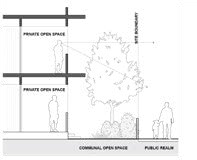 PRIVATE OPEN SPACE
SITE BOUNDARY
PRIVATE OPEN SPACE
COMMUNAL OPEN SPACE
PUBLIC REALM